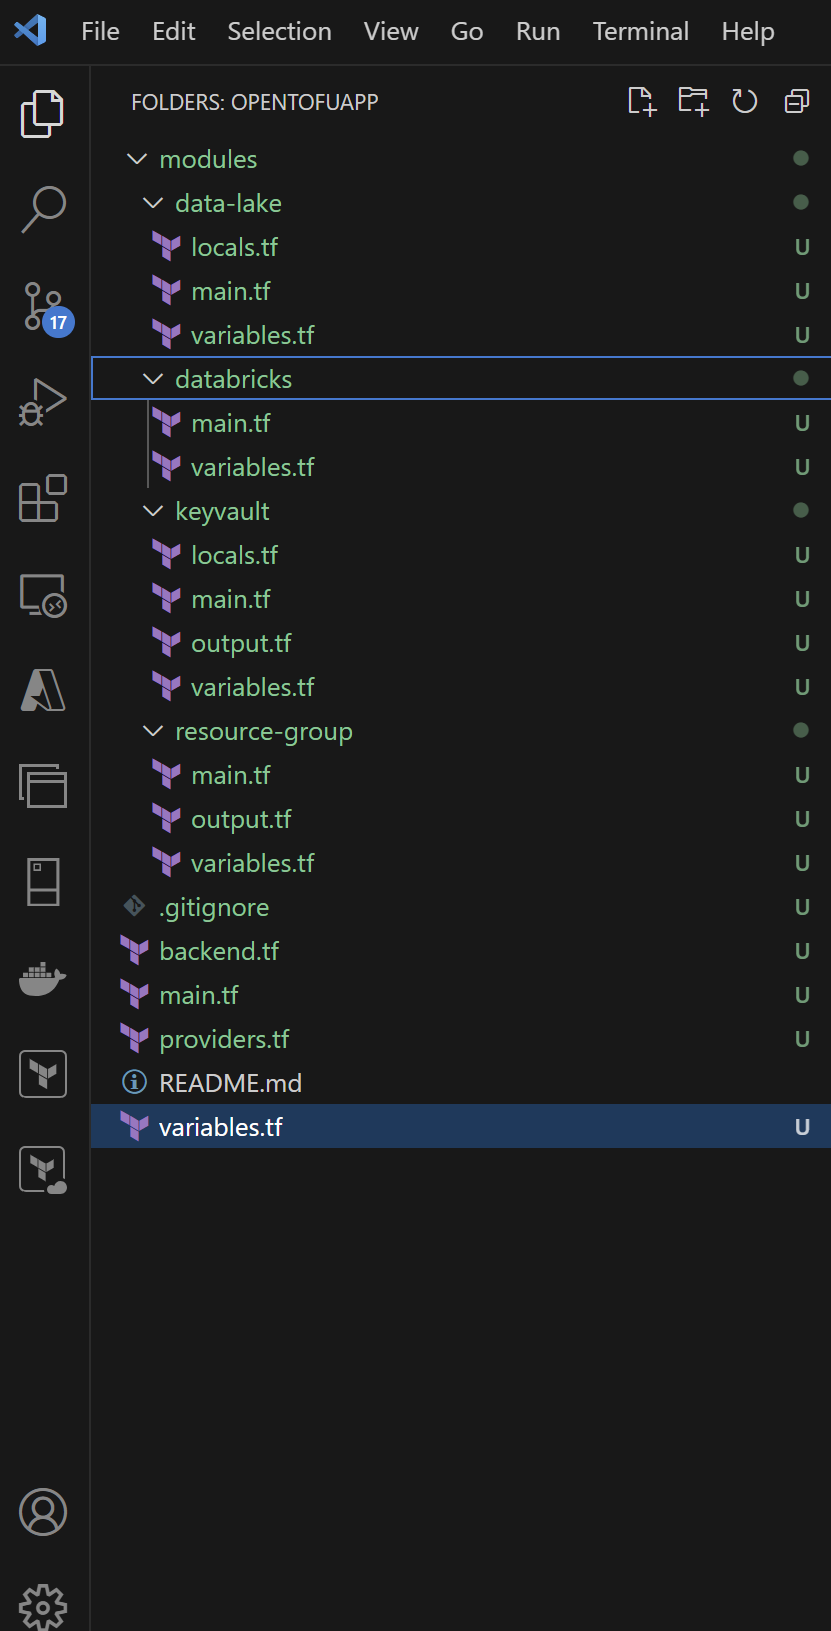 File Edit Selection View Go Run Terminal Help
FOLDERS: OPENTOFUAPP
modules
data-lake
locals.tf U
main.tf U
variables.tf U
17
databricks
main.tf U
variables.tf U
keyvault
locals.tf U
main.tf U
output.tf U
variables.tf U
resource-group
main.tf U
output.tf U
variables.tf U
.gitignore U
backend.tf U
main.tf U
providers.tf U
README.md
variables.tf U